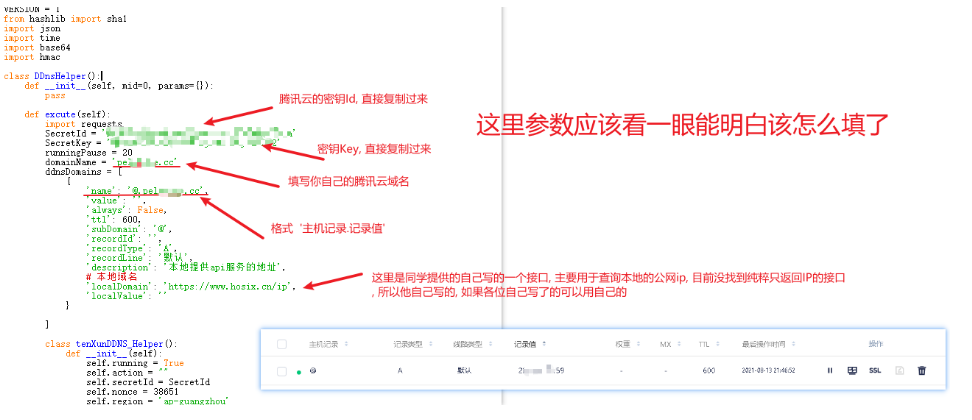 VERSION = 1
from hashlib import sha1
import json
import time
import base64
import hmac
class DDnsHelper():
def __init__(self, mid=0, params={}):
pass
def excute(self):
import requests
SecretId = '
SecretKey = '
runningPause = 20
domainName = 'pe .cc'
ddnsDomains = [
{
'name': '@.pel .cc',
'value': '',
'always': False,
'ttl': 600,
'subDomain': '@',
'recordId': '',
'recordType': 'A',
'recordLine': '默认',
'description': '本地提供api服务的地址',
# 本地域名
'localDomain': 'https://www.hosix.cn/ip',
'localValue': ''
}
]
class tenXunDDNS_Helper():
def __init__(self):
self.running = True
self.action = ""
self.secretId = SecretId
self.nonce = 38651
self.region = 'ap-guangzhou'
腾讯云的密钥Id, 直接复制过来
密钥Key, 直接复制过来
填写你自己的腾讯云域名
格式 '主机记录.记录值'
这里参数应该看一眼能明白该怎么填了
这里是同学提供的自己写的一个接口, 主要用于查询本地的公网ip, 目前没找到纯粹只返回IP的接口
, 所以他自己写的, 如果各位自己写了的可以用自己的
主机记录 记录类型 线路类型 记录值 权重 MX TTL 最后操作时间 操作
@ A 默认 59 - - 600 2021-08-13 21:46:52 SSL